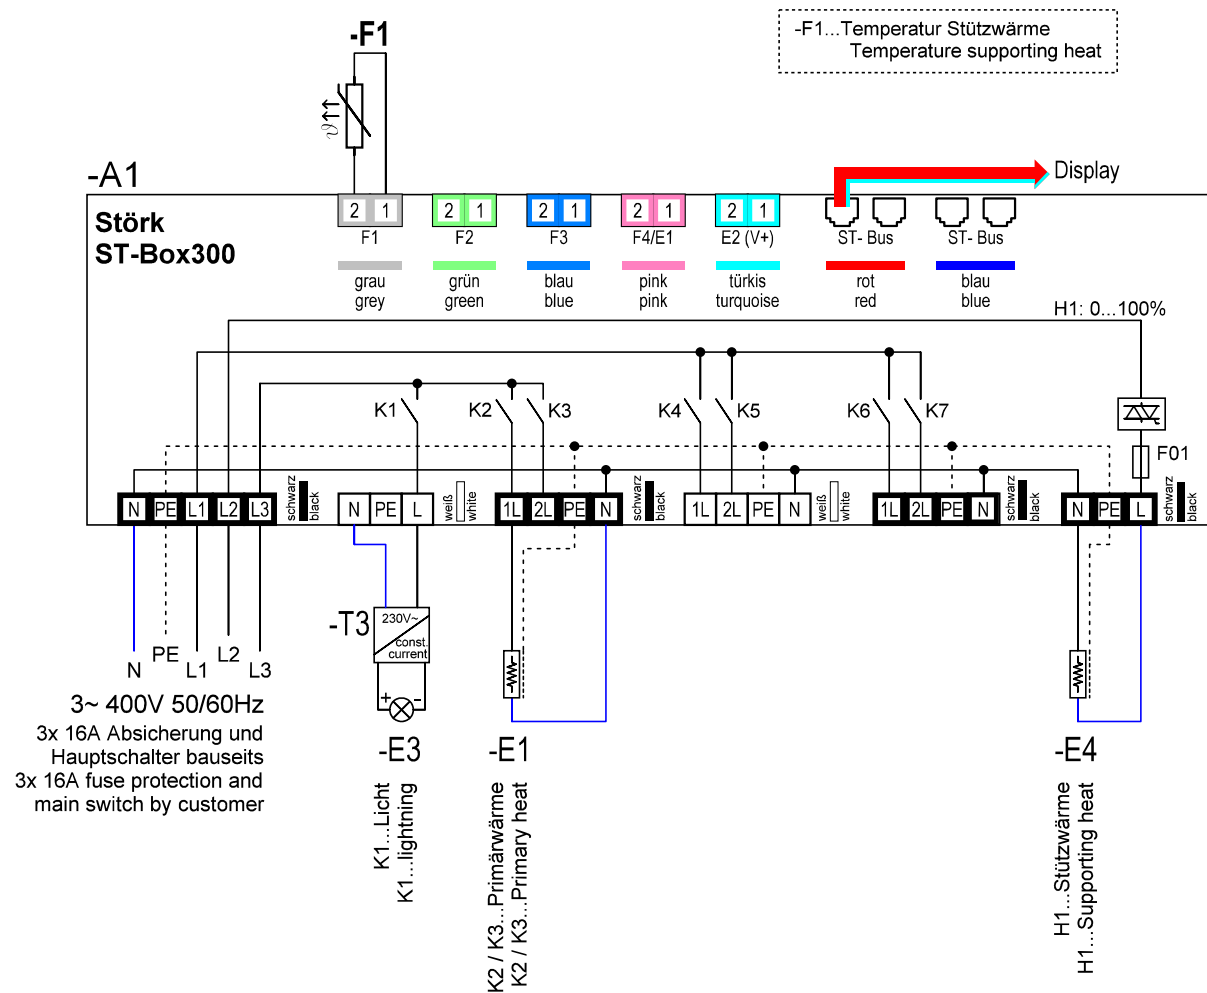 -F1
-F1...Temperatur Stützwärme
Temperature supporting heat
ϑ↑↑
-A1
Display
Störk
ST-Box300
2 1 2 1 2 1 2 1 2 1
F1 F2 F3 F4/E1 E2 (V+) ST- Bus ST- Bus
grau grün blau pink türkis rot blau
grey green blue pink turquoise red blue
H1: 0...100%
K1 K2 K3 K4 K5 K6 K7
F01
N PE L1 L2 L3
schwarz
black
N PE L
weiß
white
1L 2L PE N
schwarz
black
1L 2L PE N
weiß
white
1L 2L PE N
schwarz
black
N PE L
schwarz
black
N PE L1 L2 L3
3~ 400V 50/60Hz
3x 16A Absicherung und
Hauptschalter bauseits
3x 16A fuse protection and
main switch by customer
-T3
230V~
const.
current
+ -
-E3
K1...Licht
K1...lightning
-E1
K2 / K3...Primärwärme
K2 / K3...Primary heat
-E4
H1...Stützwärme
H1...Supporting heat